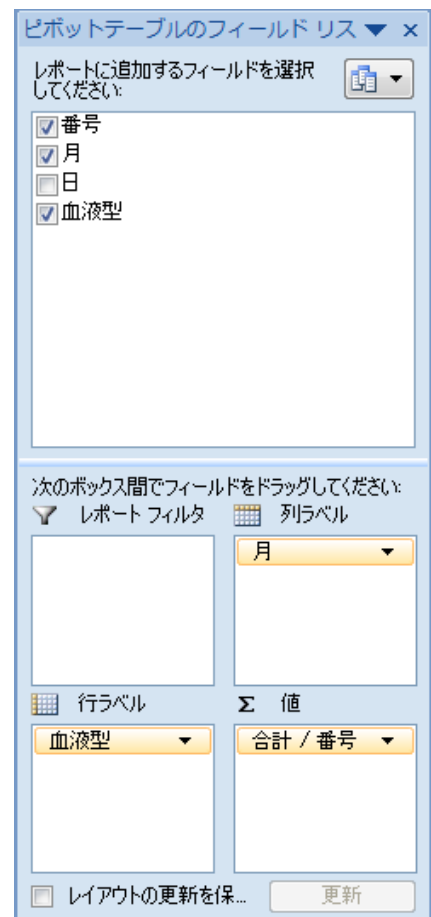 ピボットテーブルのフィールド リスト
レポートに追加するフィールドを選択
してください:
番号
月
日
血液型
次のボックス間でフィールドをドラッグしてください:
レポート フィルタ
列ラベル
月
行ラベル
Σ 値
血液型
合計 / 番号
レイアウトの更新を保...
更新